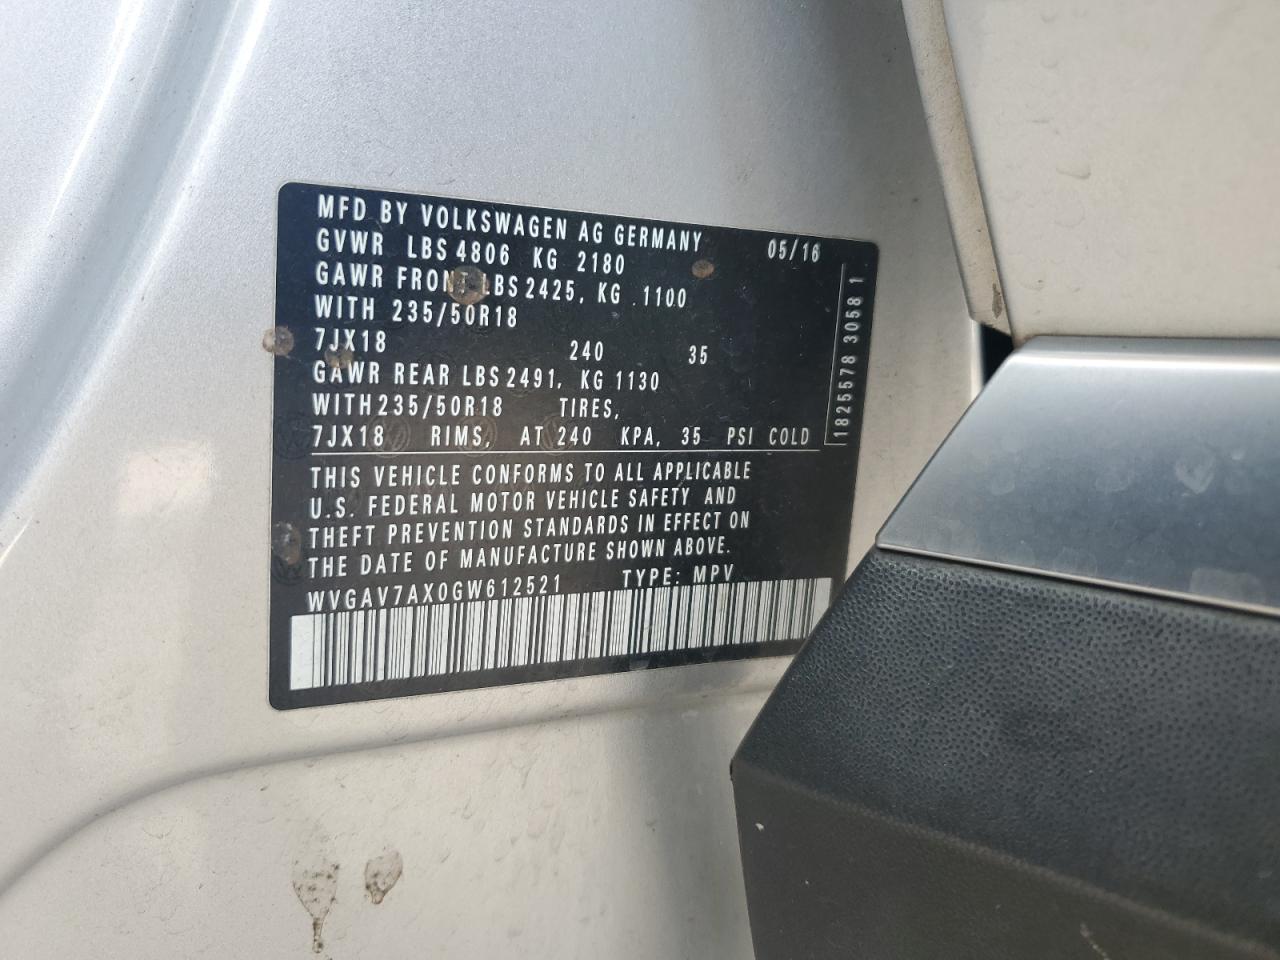 MFD BY VOLKSWAGEN AG GERMANY 05/16
GVWR LBS 4806 KG 2180
GAWR FRONT LBS 2425, KG 1100
WITH 235/50R18
7JX18 240 35
GAWR REAR LBS 2491, KG 1130
WITH 235/50R18 TIRES,
7JX18 RIMS, AT 240 KPA, 35 PSI COLD
1825578 3058 1
THIS VEHICLE CONFORMS TO ALL APPLICABLE
U.S. FEDERAL MOTOR VEHICLE SAFETY AND
THEFT PREVENTION STANDARDS IN EFFECT ON
THE DATE OF MANUFACTURE SHOWN ABOVE.
WVGAV7AX0GW612521 TYPE: MPV